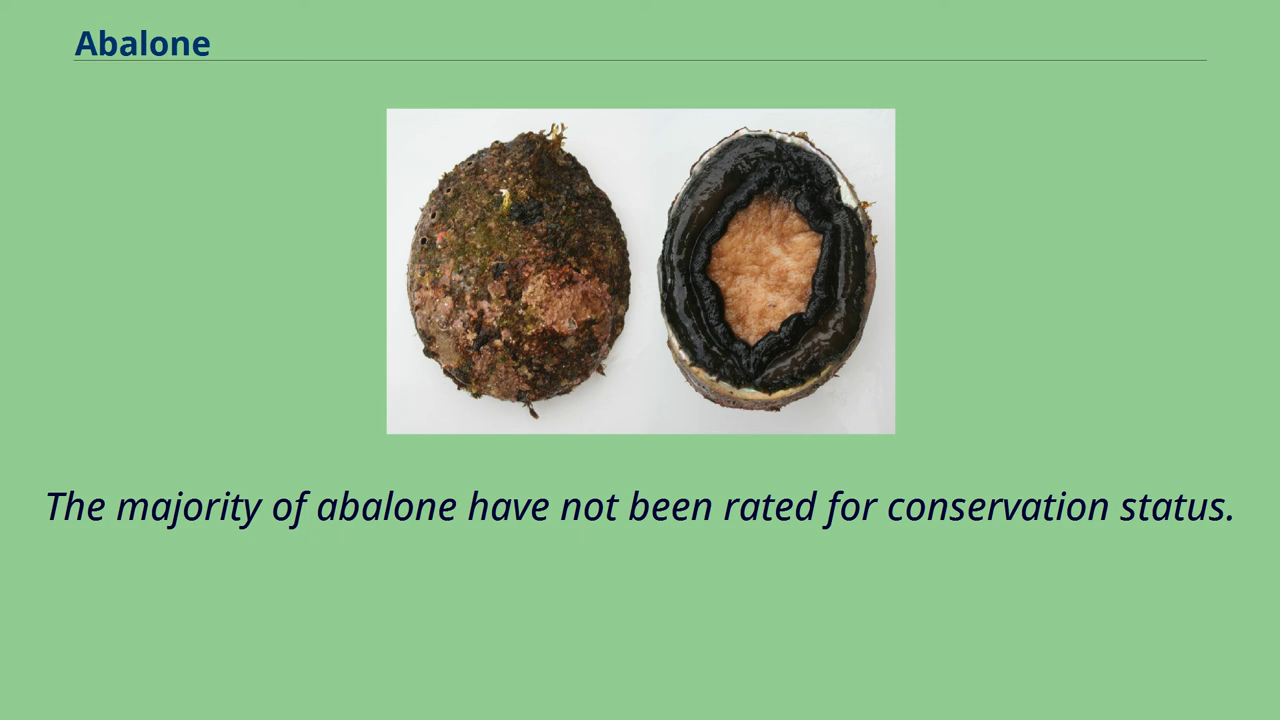 Abalone
The majority of abalone have not been rated for conservation status.